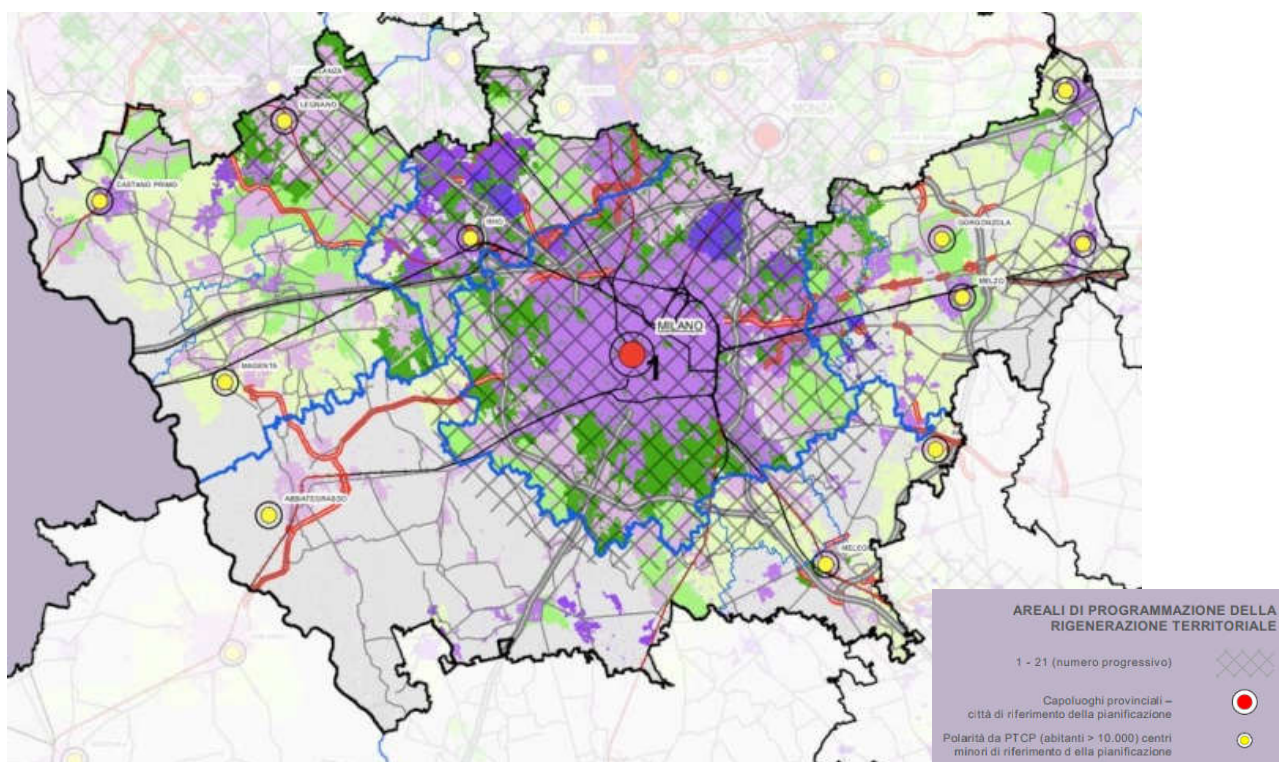 LEGNANO
CASTANO PRIMO
RHO
GORGONZOLA
MELZO
MILANO
1
MAGENTA
ABBIATEGRASSO
MELEGN
AREALI DI PROGRAMMAZIONE DELLA
RIGENERAZIONE TERRITORIALE
1 - 21 (numero progressivo)
Capoluoghi provinciali –
città di riferimento della pianificazione
Polarità da PTCP (abitanti > 10.000) centri
minori di riferimento d ella pianificazione